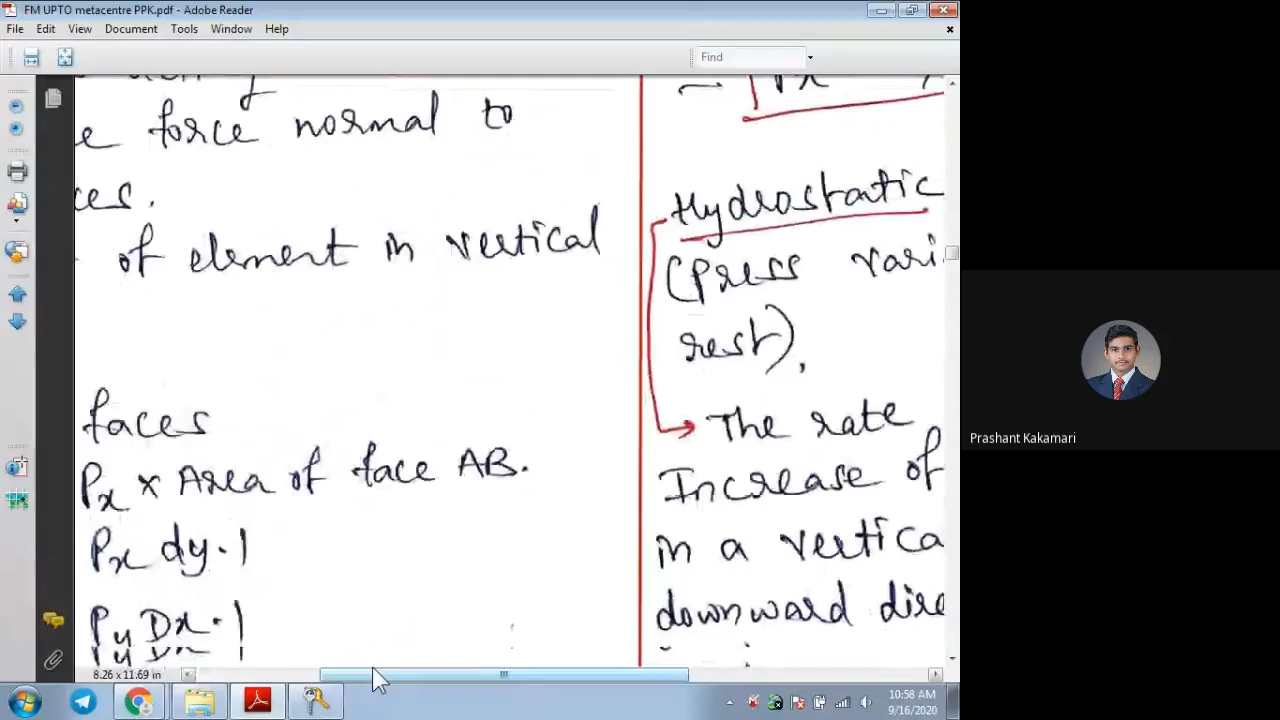 FM UPTO metacentre PPK.pdf - Adobe Reader
File Edit View Document Tools Window Help
Find
e force normal to
ces.
of element in vertical
faces
Px × Area of face AB.
Px dy.1
Py Dx.1
Hydrostatic
(Press vari
rest).
The rate
Increase of
in a vertica
downward dire
8.26 x 11.69 in
Prashant Kakamari
10:58 AM
9/16/2020